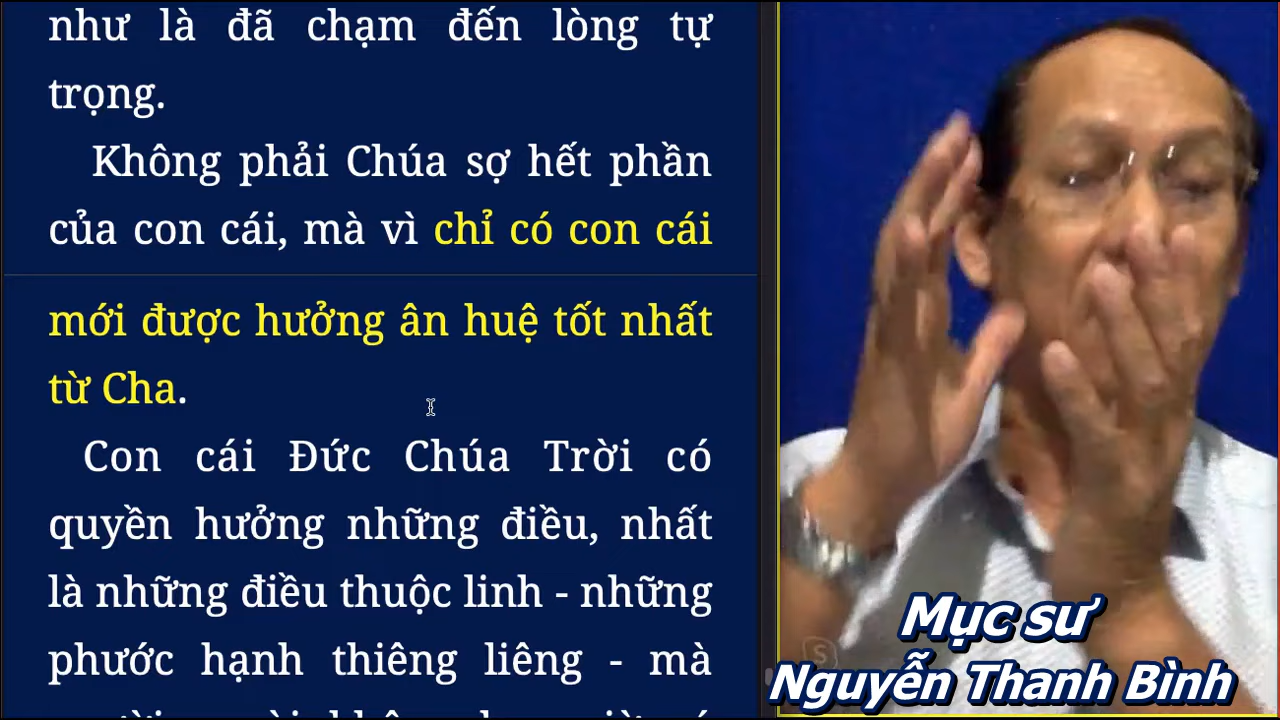 như là đã chạm đến lòng tự
trọng.
Không phải Chúa sợ hết phần
của con cái, mà vì chỉ có con cái
mới được hưởng ân huệ tốt nhất
từ Cha.
Con cái Đức Chúa Trời có
quyền hưởng những điều, nhất
là những điều thuộc linh - những
phước hạnh thiêng liêng - mà
Mục sư
Nguyễn Thanh Bình